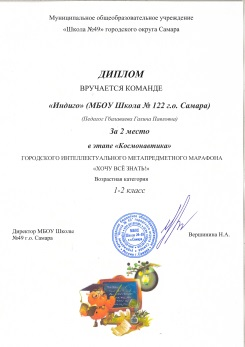 Муниципальное общеобразовательное учреждение
«Школа №49» городского округа Самара
ДИПЛОМ
ВРУЧАЕТСЯ КОМАНДЕ
«Индиго» (МБОУ Школа № 122 г.о. Самара)
(Педагог Галина Павловна)
За 2 место
в этапе «Космонавтика»
ГОРОДСКОГО ИНТЕЛЛЕКТУАЛЬНОГО МЕТАПРЕДМЕТНОГО МАРАФОНА
«ХОЧУ ВСЁ ЗНАТЬ!»
Возрастная категория
1-2 класс
Директор МБОУ Школы
№49 г.о. Самара
Вершинина Н.А.